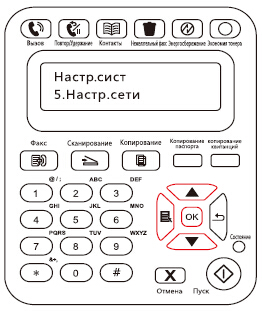 Вызов Повтор/Удержание Контакты Нежелательный факс Энергосбережение Экономия тонера
Настр.сист
5.Настр.сети
Факс Сканирование Копирование Копирование паспорта копирование квитанций
@/: ABC DEF
1 2 3
GHI JKL MNO
4 5 6
OK
PQRS TUV WXYZ
7 8 9
Состояние
&+,
* 0 #
X
Отмена Пуск